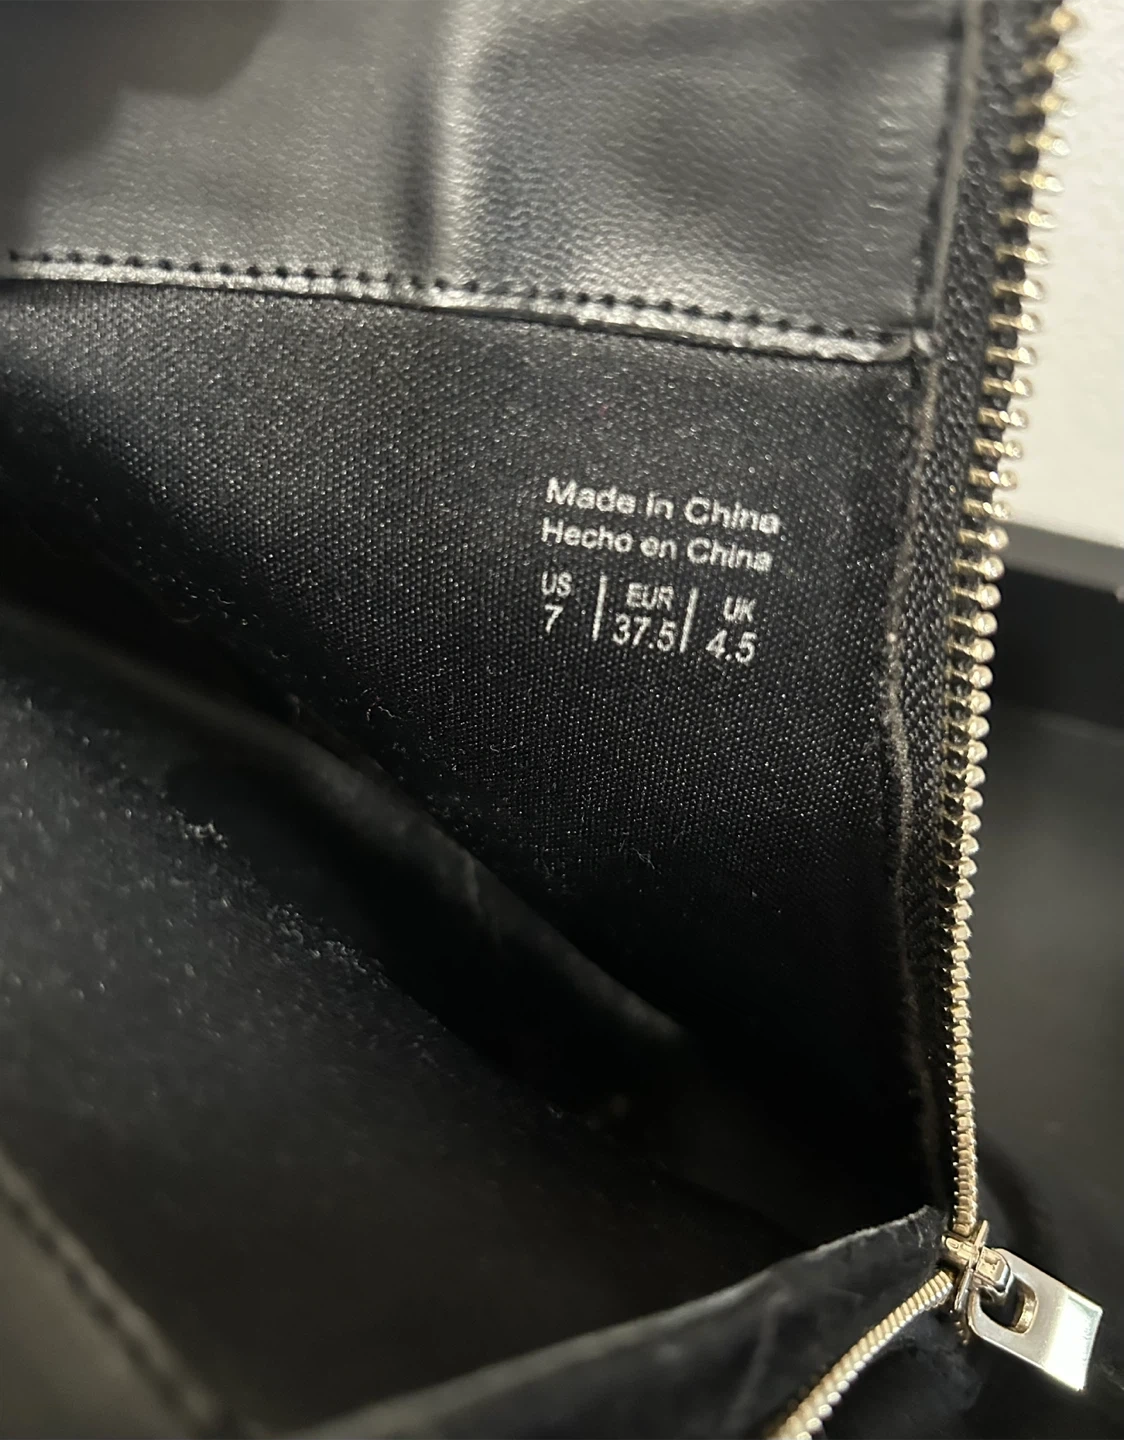 Made in China
Hecho en China
US | EUR | UK
7 | 37.5 | 4.5